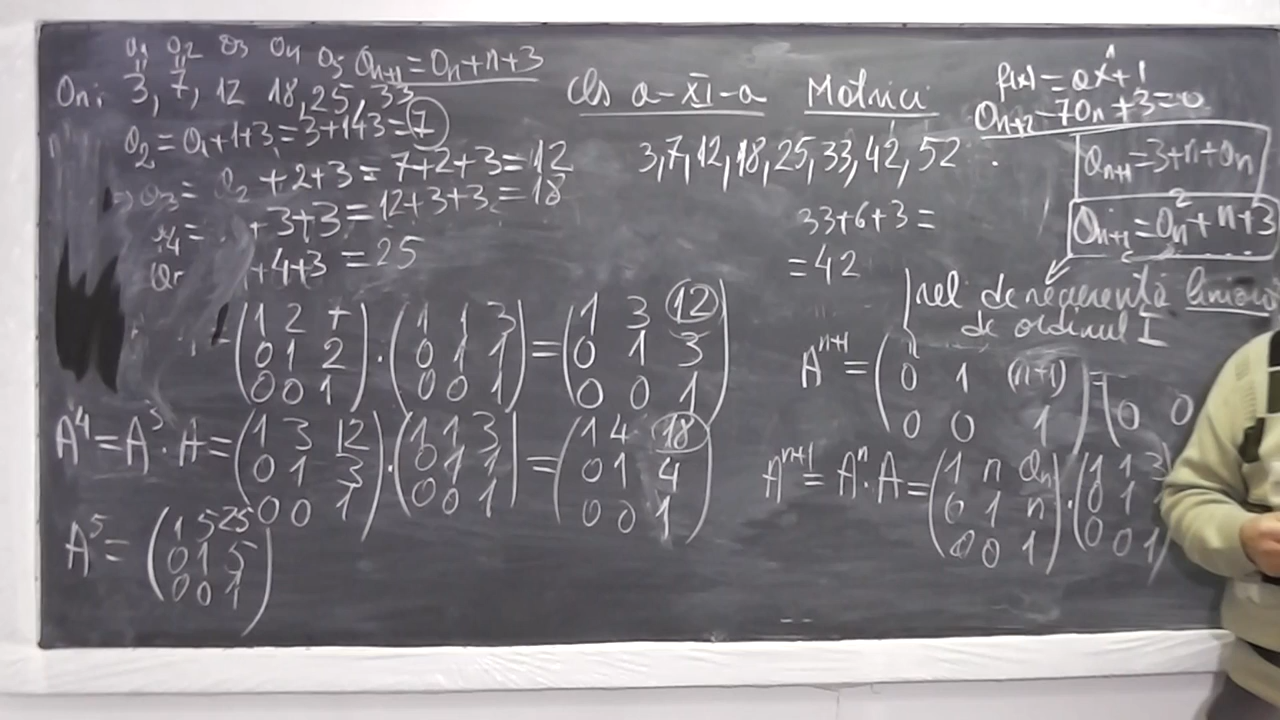 a1 a2 a3 a4 a5 an+1 = an + n + 3
an: 3, 7, 12 18, 25, 33
a2 = a1 + 1 + 3 = 3 + 1 + 3 = 7
a3 = a2 + 2 + 3 = 7 + 2 + 3 = 12
+ 3 + 3 = 12 + 3 + 3 = 18
+ 4 + 3 = 25
Cls a-XI-a Matrici
3, 7, 12, 18, 25, 33, 42, 52
33 + 6 + 3 =
= 42
an+2 - 7an + 3 = 0
an+1 = 3 + n + an
an+1 = an² + n + 3
rel de recurență liniară
de ordinul I
(1 2 7) · (1 1 3) = (1 3 12)
(0 1 2) (0 1 1) (0 1 3)
(0 0 1) (0 0 1) (0 0 1)
A⁴ = A³ · A = (1 3 12) · (1 1 3) = (1 4 18)
(0 1 3) (0 1 1) (0 1 4)
(0 0 1) (0 0 1) (0 0 1)
A⁵ = (1 5 25)
(0 1 5)
(0 0 1)
Aⁿ⁺¹ =
(0 1 (n+1)) =
(0 0 1) (0 0
Aⁿ⁺¹ = Aⁿ · A = (1 n an) · (1 1 3
(0 1 n) (0 1 1
(0 0 1) (0 0 1)